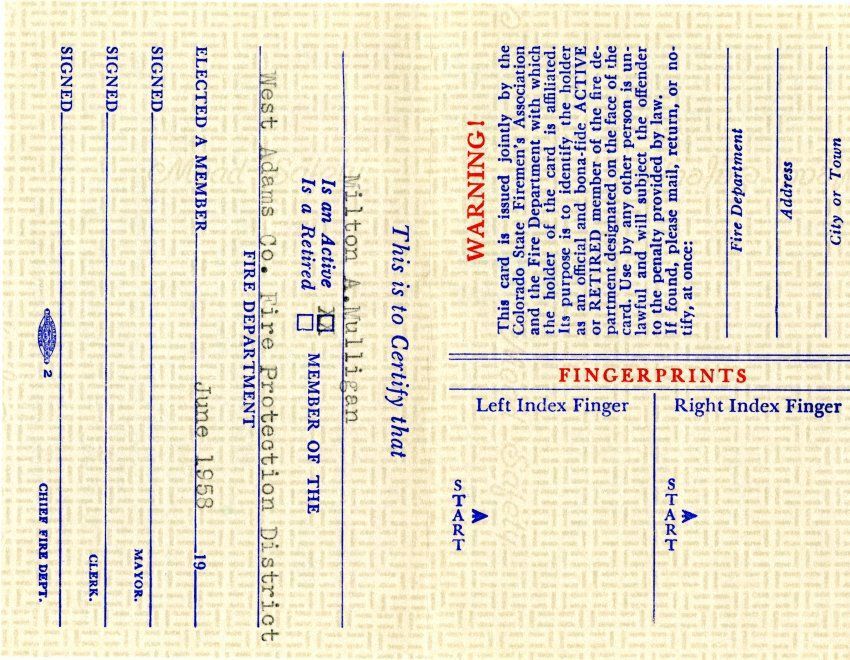 This is to Certify that
Milton A.Mulligan
Is an Active XX
Is a Retired
MEMBER OF THE
West Adams Co. Fire Protection District
FIRE DEPARTMENT
ELECTED A MEMBER June 1958 19
SIGNED MAYOR.
SIGNED CLERK.
SIGNED CHIEF FIRE DEPT.
2
WARNING!
This card is issued jointly by the
Colorado State Firemen's Association
and the Fire Department with which
the holder of the card is affiliated.
Its purpose is to identify the holder
as an official and bona-fide ACTIVE
or RETIRED member of the fire de-
partment designated on the face of the
card. Use by any other person is un-
lawful and will subject the offender
to the penalty provided by law.
If found, please mail, return, or no-
tify, at once:
Fire Department
Address
City or Town
FINGERPRINTS
Left Index Finger
Right Index Finger
START
START